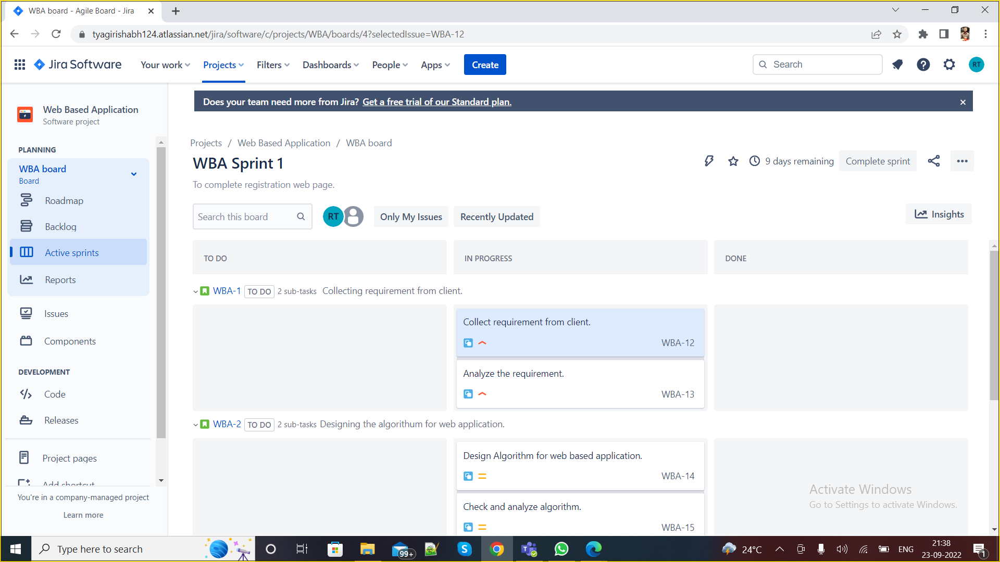 WBA board - Agile Board - Jira
tyagirishabh124.atlassian.net/jira/software/c/projects/WBA/boards/4?selectedIssue=WBA-12
Jira Software
Your work
Projects
Filters
Dashboards
People
Apps
Create
Search
RT
Does your team need more from Jira? Get a free trial of our Standard plan.
Web Based Application
Software project
PLANNING
WBA board
Board
Roadmap
Backlog
Active sprints
Reports
Issues
Components
DEVELOPMENT
Code
Releases
Project pages
Add shortcut
You're in a company-managed project
Learn more
Projects / Web Based Application / WBA board
WBA Sprint 1
9 days remaining
Complete sprint
To complete registration web page.
Search this board
RT
Only My Issues
Recently Updated
Insights
TO DO
IN PROGRESS
DONE
WBA-1 TO DO 2 sub-tasks Collecting requirement from client.
Collect requirement from client.
WBA-12
Analyze the requirement.
WBA-13
WBA-2 TO DO 2 sub-tasks Designing the algorithum for web application.
Design Algorithm for web based application.
WBA-14
Check and analyze algorithm.
WBA-15
Activate Windows
Go to Settings to activate Windows.
Type here to search
99+
24°C
ENG
21:38
23-09-2022
1